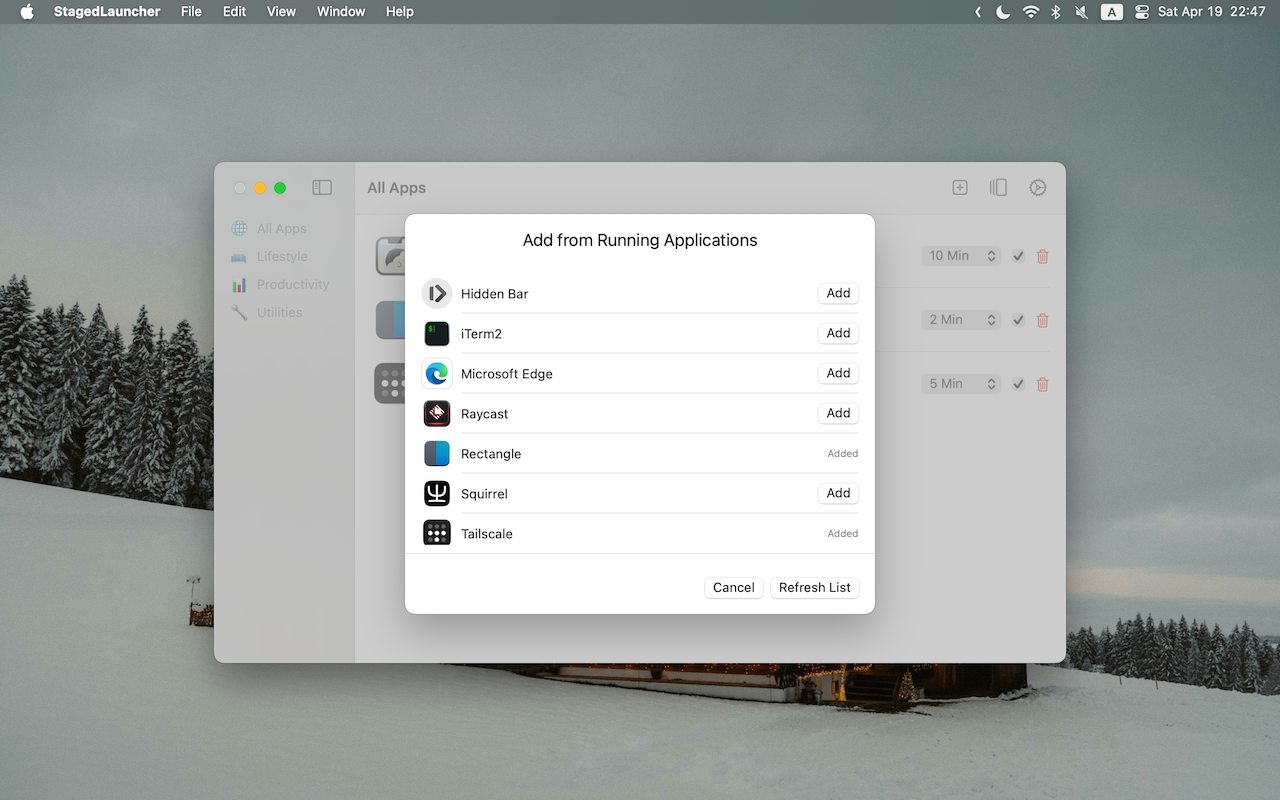 StagedLauncher File Edit View Window Help A Sat Apr 19 22:47
All Apps
All Apps
Lifestyle
Productivity
Utilities
10 Min
2 Min
5 Min
Add from Running Applications
Hidden Bar Add
$ iTerm2 Add
Microsoft Edge Add
Raycast Add
Rectangle Added
Squirrel Add
Tailscale Added
Cancel Refresh List